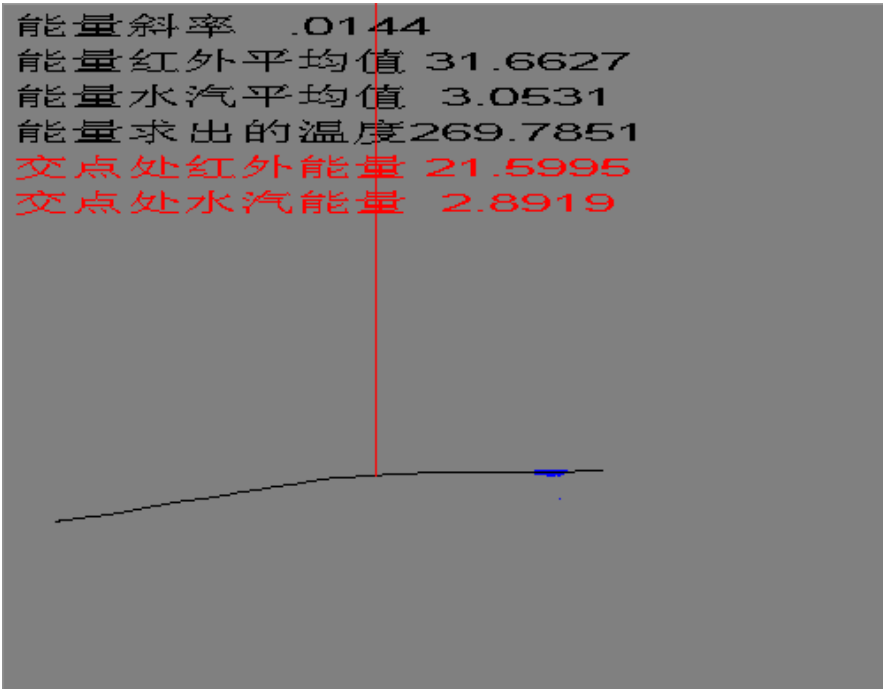 能量斜率 .0144
能量红外平均值 31.6627
能量水汽平均值 3.0531
能量求出的温度269.7851
交点处红外能量 21.5995
交点处水汽能量 2.8919